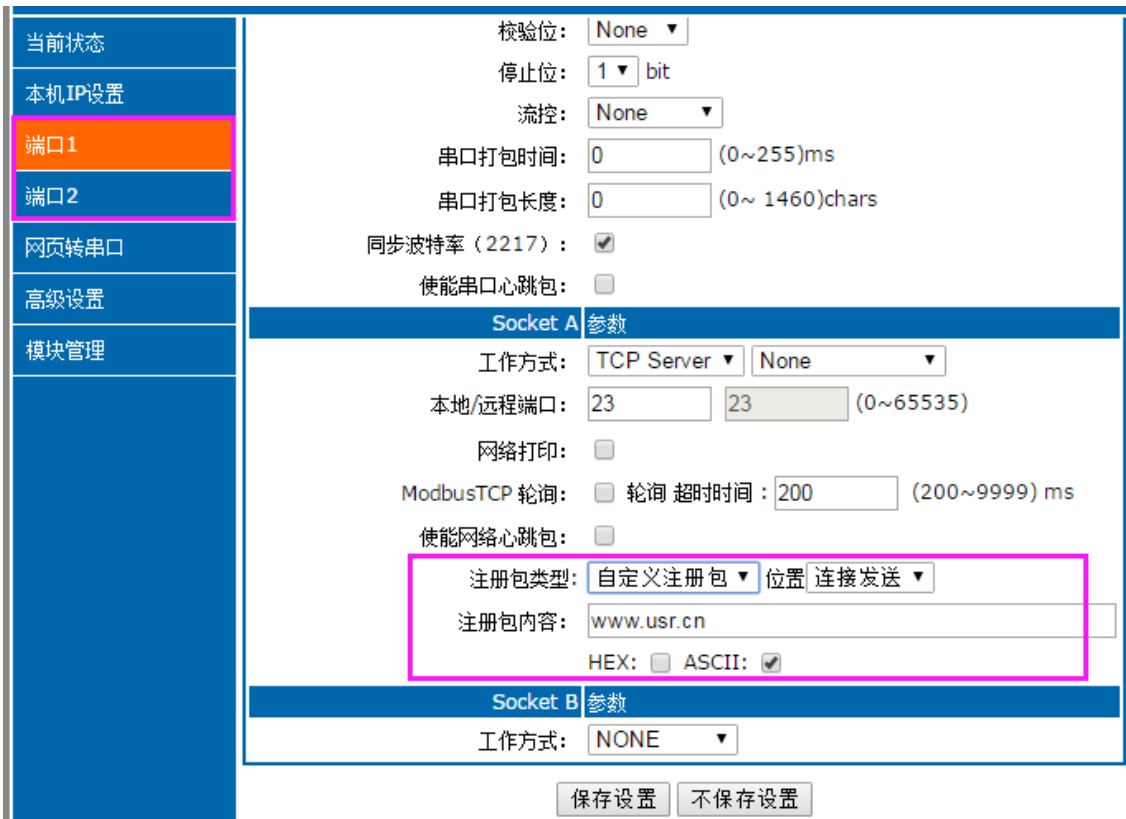 当前状态
本机IP设置
端口1
端口2
网页转串口
高级设置
模块管理
校验位： None
停止位： 1 bit
流控： None
串口打包时间： 0 (0~255)ms
串口打包长度： 0 (0~ 1460)chars
同步波特率（2217）：
使能串口心跳包：
Socket A 参数
工作方式： TCP Server None
本地/远程端口： 23 23 (0~65535)
网络打印：
ModbusTCP 轮询： 轮询 超时时间：200 (200~9999) ms
使能网络心跳包：
注册包类型: 自定义注册包 位置 连接发送
注册包内容： www.usr.cn
HEX: ASCII:
Socket B 参数
工作方式： NONE
保存设置 不保存设置